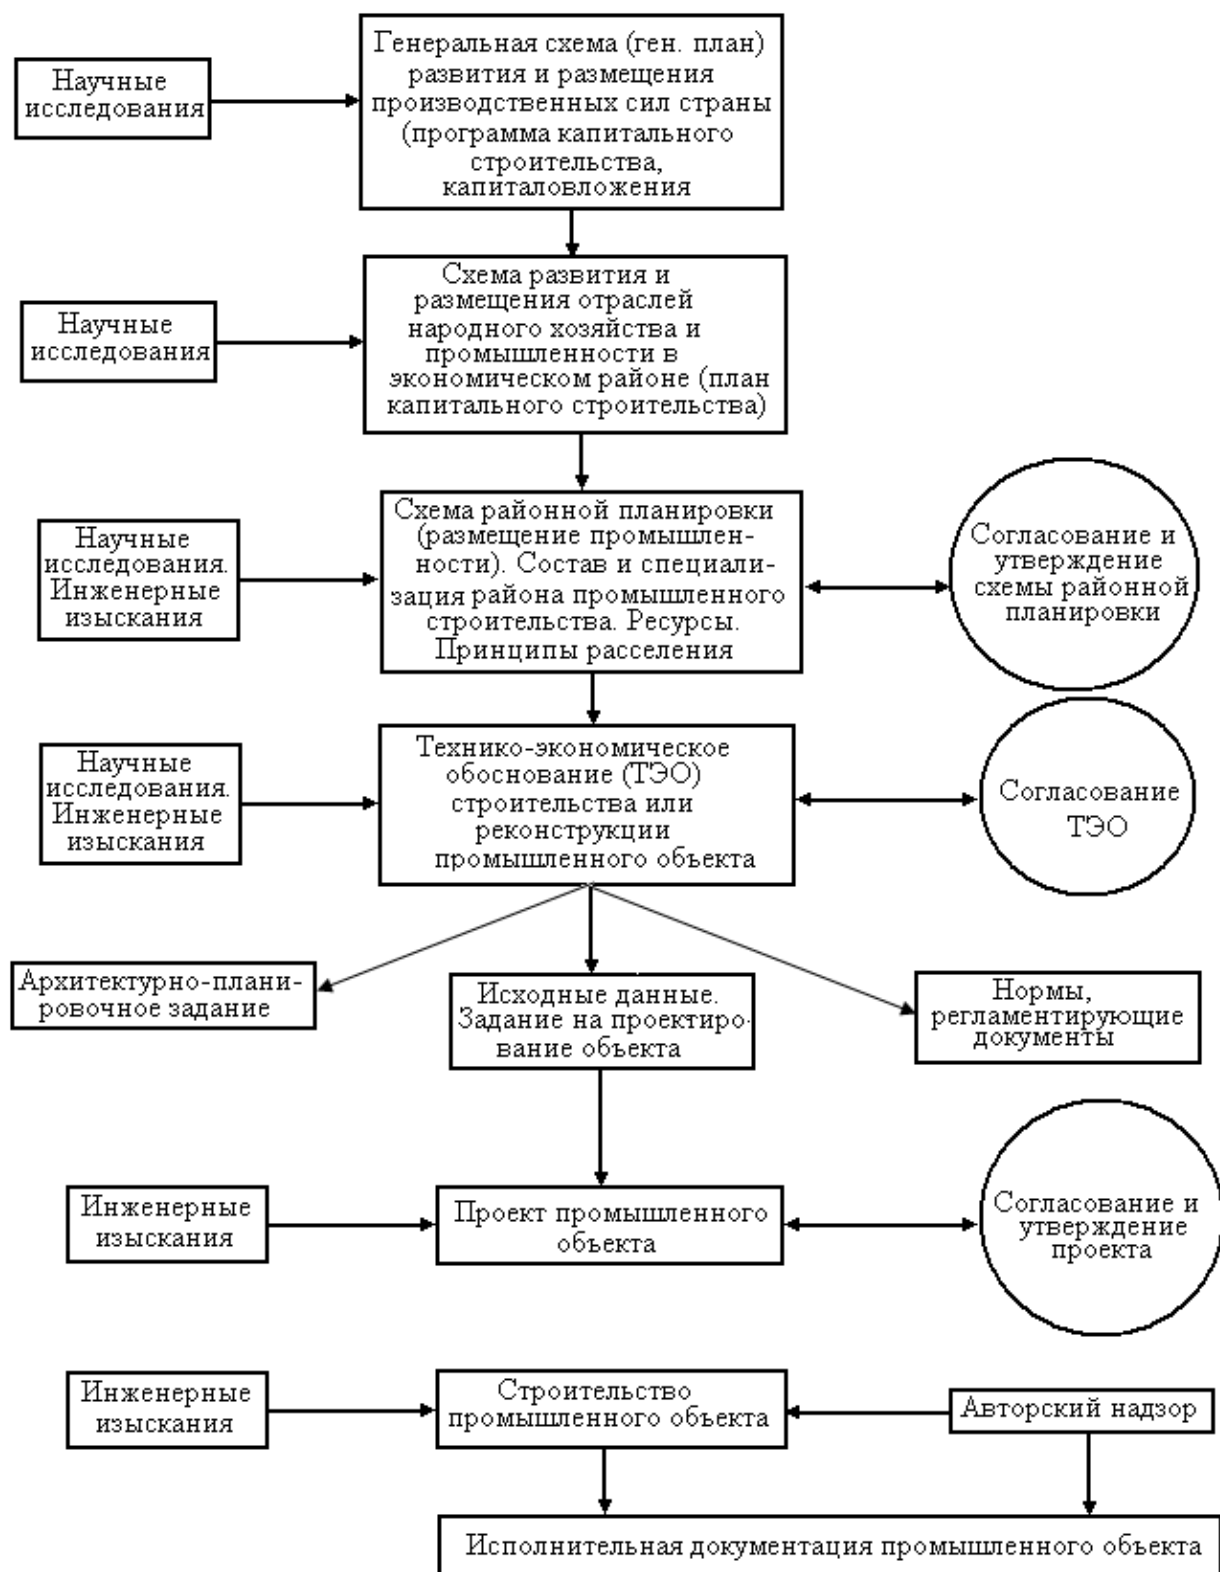 Научные
исследования
Генеральная схема (ген. план)
развития и размещения
производственных сил страны
(программа капитального
строительства,
капиталовложения
Научные
исследования
Схема развития и
размещения отраслей
народного хозяйства и
промышленности в
экономическом районе (план
капитального строительства)
Научные
исследования.
Инженерные
изыскания
Схема районной планировки
(размещение промышлен-
ности). Состав и специали-
зация района промышленного
строительства. Ресурсы.
Принципы расселения
Согласование и
утверждение
схемы районной
планировки
Научные
исследования.
Инженерные
изыскания
Технико-экономическое
обоснование (ТЭО)
строительства или
реконструкции
промышленного объекта
Согласование
ТЭО
Архитектурно-плани-
ровочное задание
Исходные данные.
Задание на проектиро-
вание объекта
Нормы,
регламентирующие
документы
Инженерные
изыскания
Проект промышленного
объекта
Согласование и
утверждение
проекта
Инженерные
изыскания
Строительство
промышленного объекта
Авторский надзор
Исполнительная документация промышленного объекта